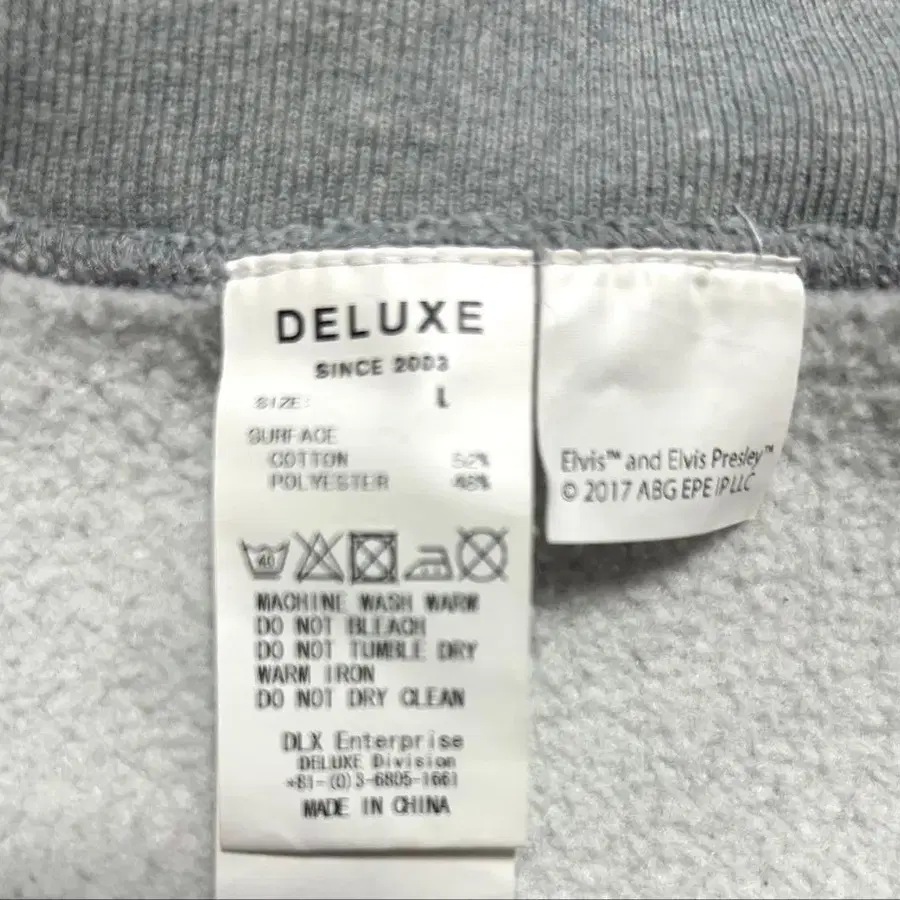 DELUXE
SINCE 2003
SIZE: L
SURFACE
COTTON 52%
POLYESTER 48%
40
MACHINE WASH WARM
DO NOT BLEACH
DO NOT TUMBLE DRY
WARM IRON
DO NOT DRY CLEAN
DLX Enterprise
DELUXE Division
+81-(0)3-6805-1661
MADE IN CHINA
Elvis™ and Elvis Presley™
© 2017 ABG EPE IP LLC